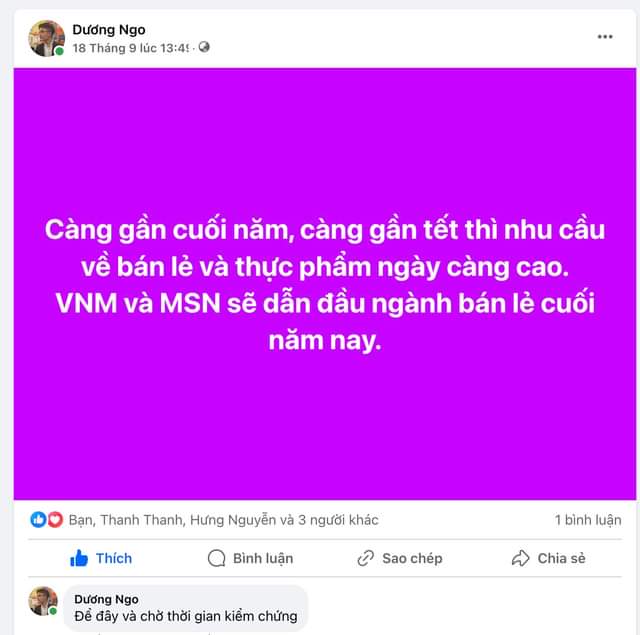 Dương Ngo
18 Tháng 9 lúc 13:49 ·
Càng gần cuối năm, càng gần tết thì nhu cầu
về bán lẻ và thực phẩm ngày càng cao.
VNM và MSN sẽ dẫn đầu ngành bán lẻ cuối
năm nay.
Bạn, Thanh Thanh, Hưng Nguyễn và 3 người khác
1 bình luận
Thích
Bình luận
Sao chép
Chia sẻ
Dương Ngo
Để đây và chờ thời gian kiểm chứng